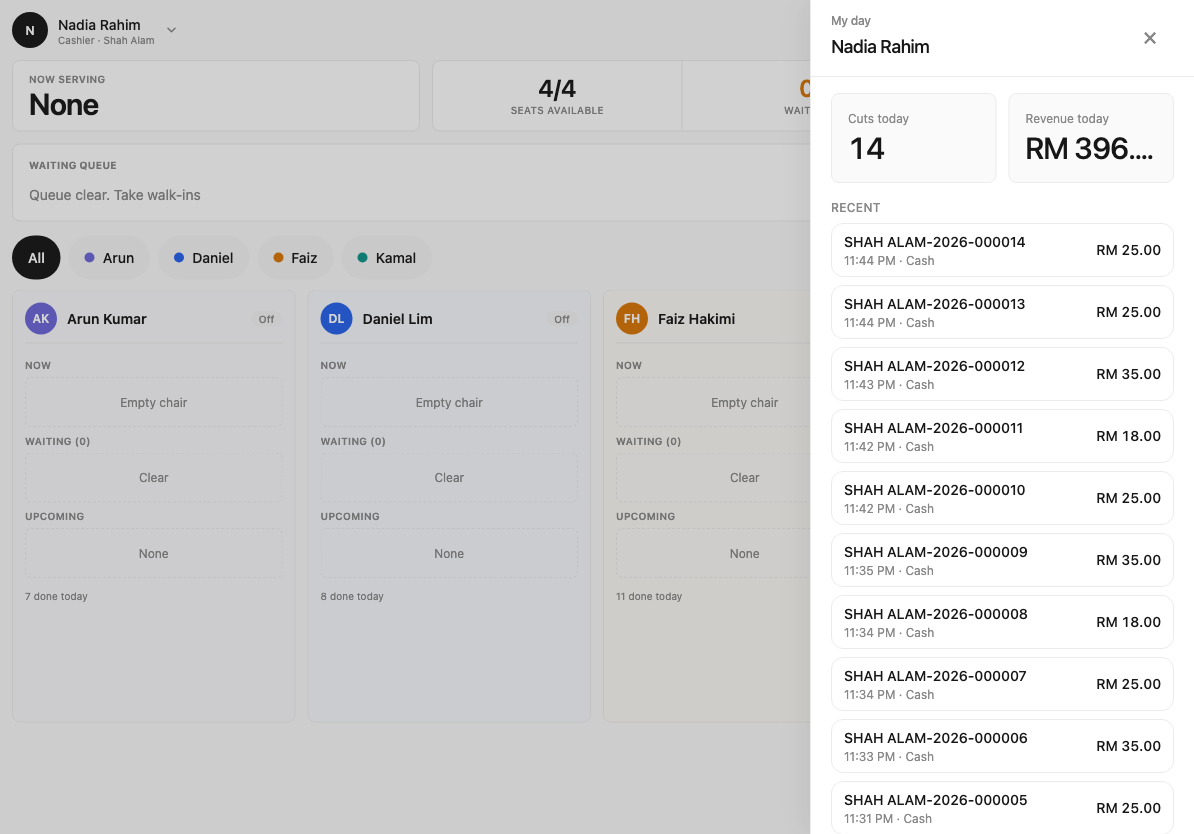 N
Nadia Rahim
Cashier · Shah Alam
NOW SERVING
None
4/4
SEATS AVAILABLE
WAITING QUEUE
Queue clear. Take walk-ins
All
Arun
Daniel
Faiz
Kamal
AK
Arun Kumar
Off
NOW
Empty chair
WAITING (0)
Clear
UPCOMING
None
7 done today
DL
Daniel Lim
Off
NOW
Empty chair
WAITING (0)
Clear
UPCOMING
None
8 done today
FH
Faiz Hakimi
NOW
Empty chair
WAITING (0)
Clear
UPCOMING
None
11 done today
My day
Nadia Rahim
Cuts today
14
Revenue today
RM 396....
RECENT
SHAH ALAM-2026-000014
11:44 PM · Cash
RM 25.00
SHAH ALAM-2026-000013
11:44 PM · Cash
RM 25.00
SHAH ALAM-2026-000012
11:43 PM · Cash
RM 35.00
SHAH ALAM-2026-000011
11:42 PM · Cash
RM 18.00
SHAH ALAM-2026-000010
11:42 PM · Cash
RM 25.00
SHAH ALAM-2026-000009
11:35 PM · Cash
RM 35.00
SHAH ALAM-2026-000008
11:34 PM · Cash
RM 18.00
SHAH ALAM-2026-000007
11:34 PM · Cash
RM 25.00
SHAH ALAM-2026-000006
11:33 PM · Cash
RM 35.00
SHAH ALAM-2026-000005
11:31 PM · Cash
RM 25.00